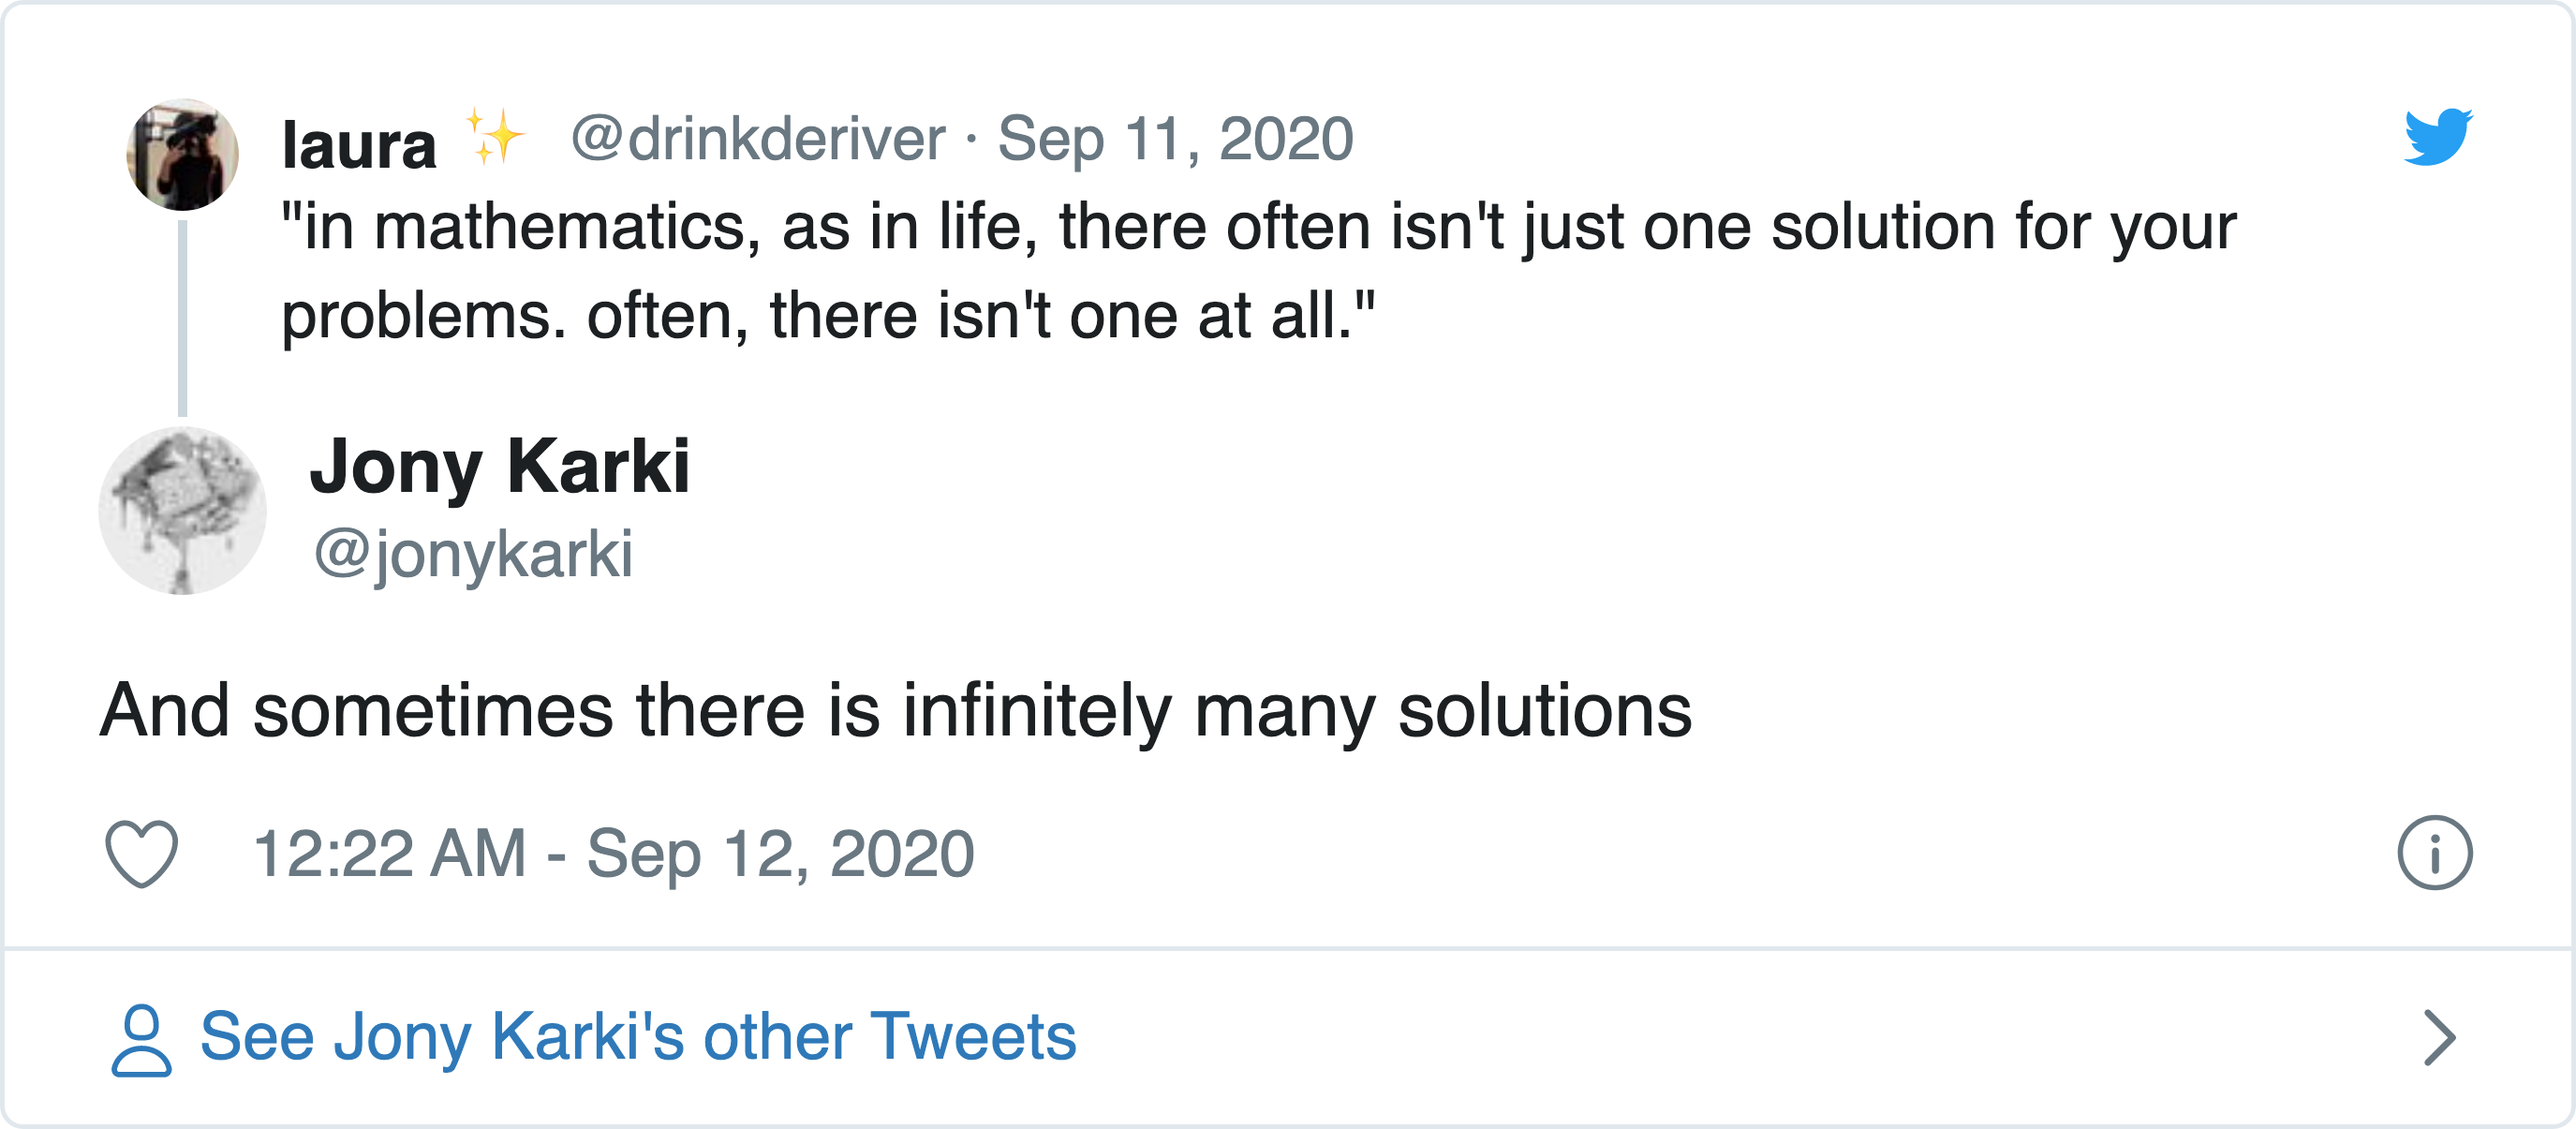 laura ✨ @drinkderiver · Sep 11, 2020
"in mathematics, as in life, there often isn't just one solution for your
problems. often, there isn't one at all."
Jony Karki
@jonykarki
And sometimes there is infinitely many solutions
12:22 AM - Sep 12, 2020
See Jony Karki's other Tweets